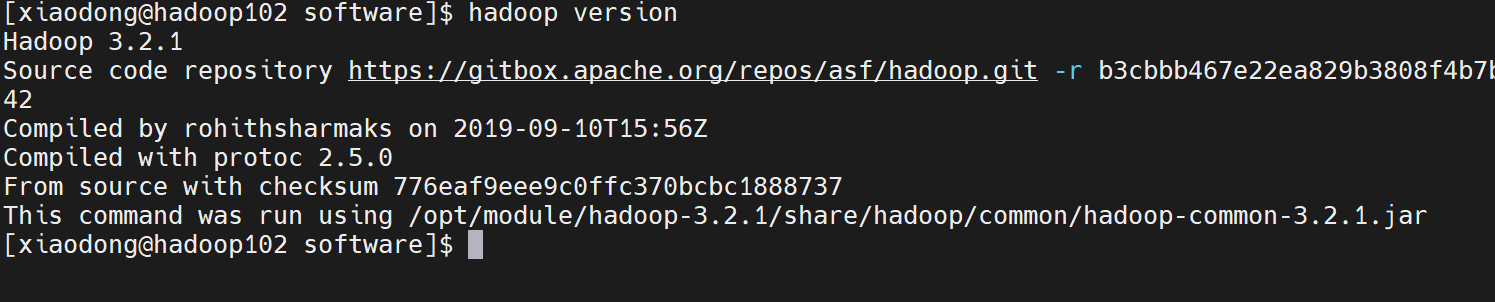 [xiaodong@hadoop102 software]$ hadoop version
Hadoop 3.2.1
Source code repository https://gitbox.apache.org/repos/asf/hadoop.git -r b3cbbb467e22ea829b3808f4b7b
42
Compiled by rohithsharmaks on 2019-09-10T15:56Z
Compiled with protoc 2.5.0
From source with checksum 776eaf9eee9c0ffc370bcbc1888737
This command was run using /opt/module/hadoop-3.2.1/share/hadoop/common/hadoop-common-3.2.1.jar
[xiaodong@hadoop102 software]$